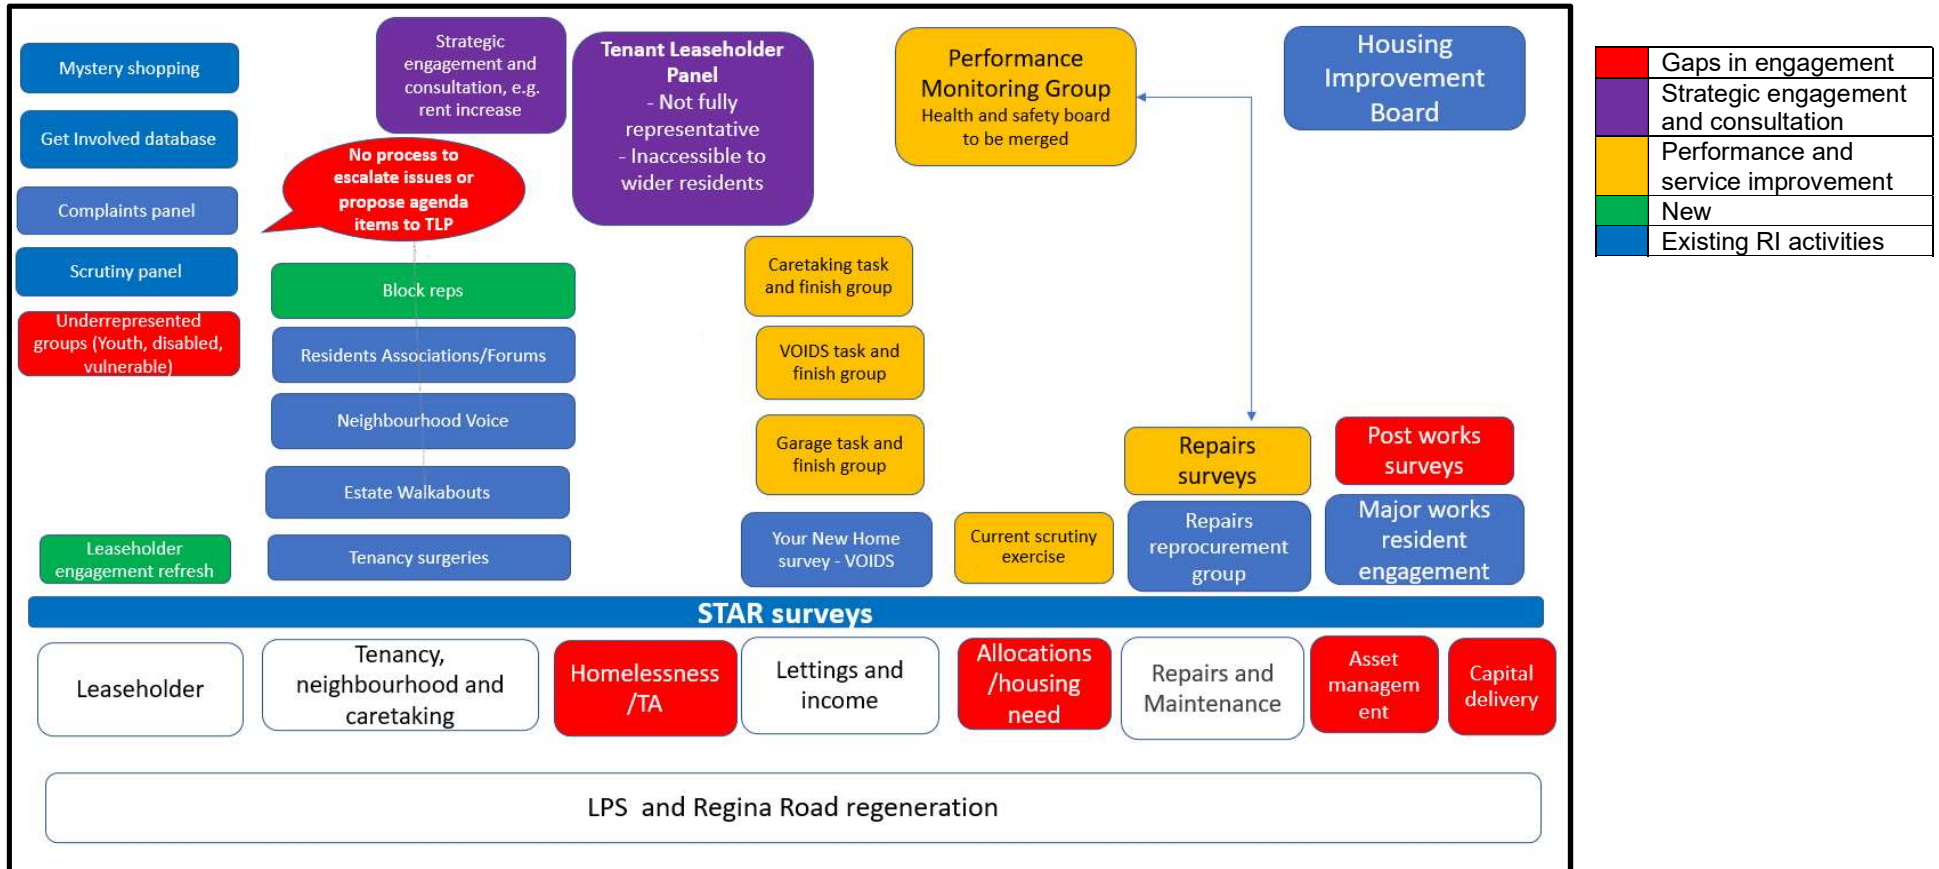 Mystery shopping
Get Involved database
Complaints panel
Scrutiny panel
Underrepresented
groups (Youth, disabled,
vulnerable)
Leaseholder
engagement refresh
Strategic
engagement and
consultation, e.g.
rent increase
No process to
escalate issues or
propose agenda
items to TLP
Block reps
Residents Associations/Forums
Neighbourhood Voice
Estate Walkabouts
Tenancy surgeries
Tenant Leaseholder
Panel
- Not fully
representative
- Inaccessible to
wider residents
Caretaking task
and finish group
VOIDS task and
finish group
Garage task and
finish group
Your New Home
survey - VOIDS
Performance
Monitoring Group
Health and safety board
to be merged
Current scrutiny
exercise
Repairs
surveys
Repairs
reprocurement
group
Housing
Improvement
Board
Post works
surveys
Major works
resident
engagement
STAR surveys
Leaseholder
Tenancy,
neighbourhood and
caretaking
Homelessness
/TA
Lettings and
income
Allocations
/housing
need
Repairs and
Maintenance
Asset
managem
ent
Capital
delivery
LPS and Regina Road regeneration
Gaps in engagement
Strategic engagement
and consultation
Performance and
service improvement
New
Existing RI activities